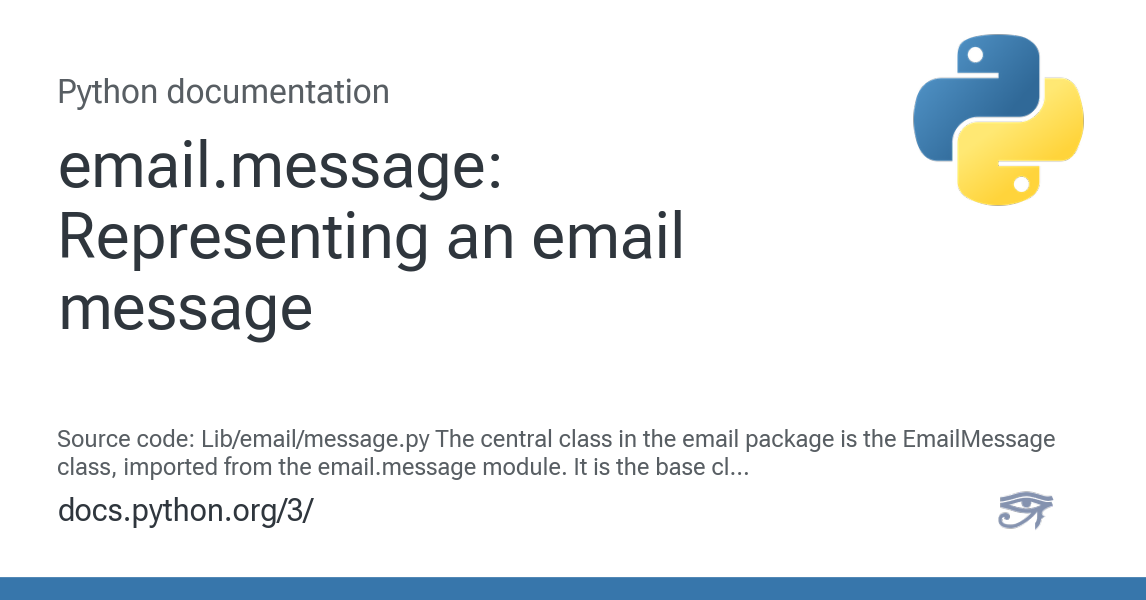 Python documentation
email.message:
Representing an email
message
Source code: Lib/email/message.py The central class in the email package is the EmailMessage
class, imported from the email.message module. It is the base cl...
docs.python.org/3/